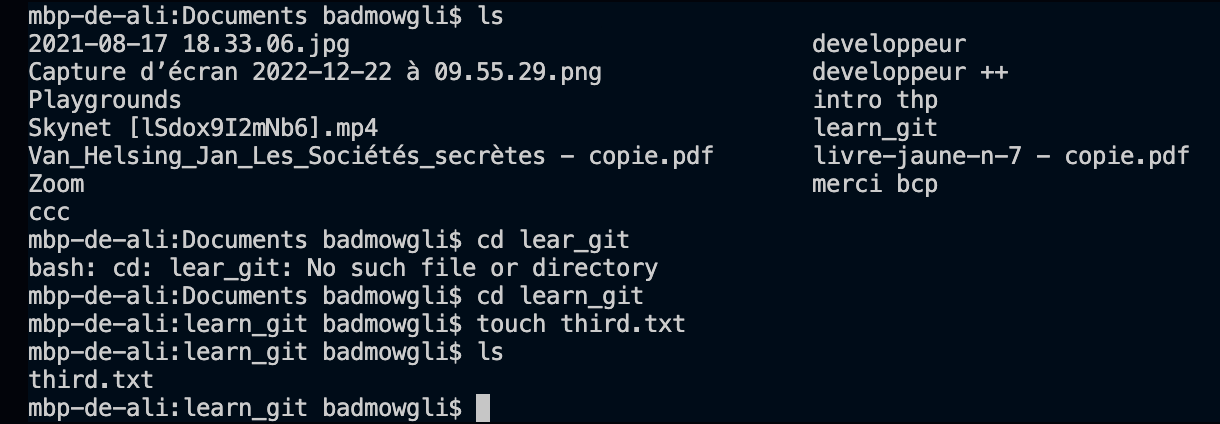 mbp-de-ali:Documents badmowgli$ ls
2021-08-17 18.33.06.jpg developpeur
Capture d’écran 2022-12-22 à 09.55.29.png developpeur ++
Playgrounds intro thp
Skynet [lSdox9I2mNb6].mp4 learn_git
Van_Helsing_Jan_Les_Sociétés_secrètes - copie.pdf livre-jaune-n-7 - copie.pdf
Zoom merci bcp
ccc
mbp-de-ali:Documents badmowgli$ cd lear_git
bash: cd: lear_git: No such file or directory
mbp-de-ali:Documents badmowgli$ cd learn_git
mbp-de-ali:learn_git badmowgli$ touch third.txt
mbp-de-ali:learn_git badmowgli$ ls
third.txt
mbp-de-ali:learn_git badmowgli$